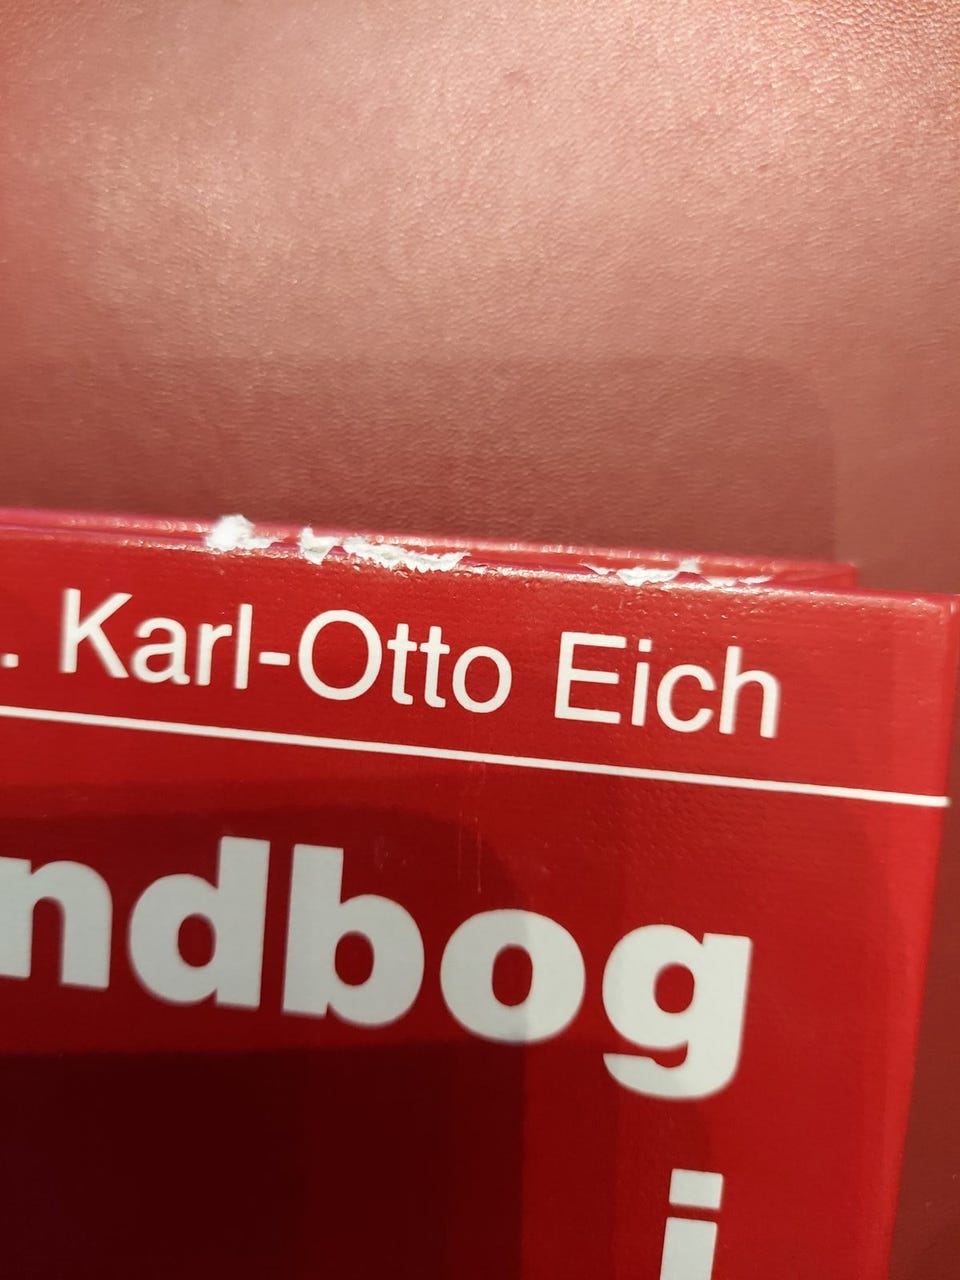 . Karl-Otto Eich
ndbog
i